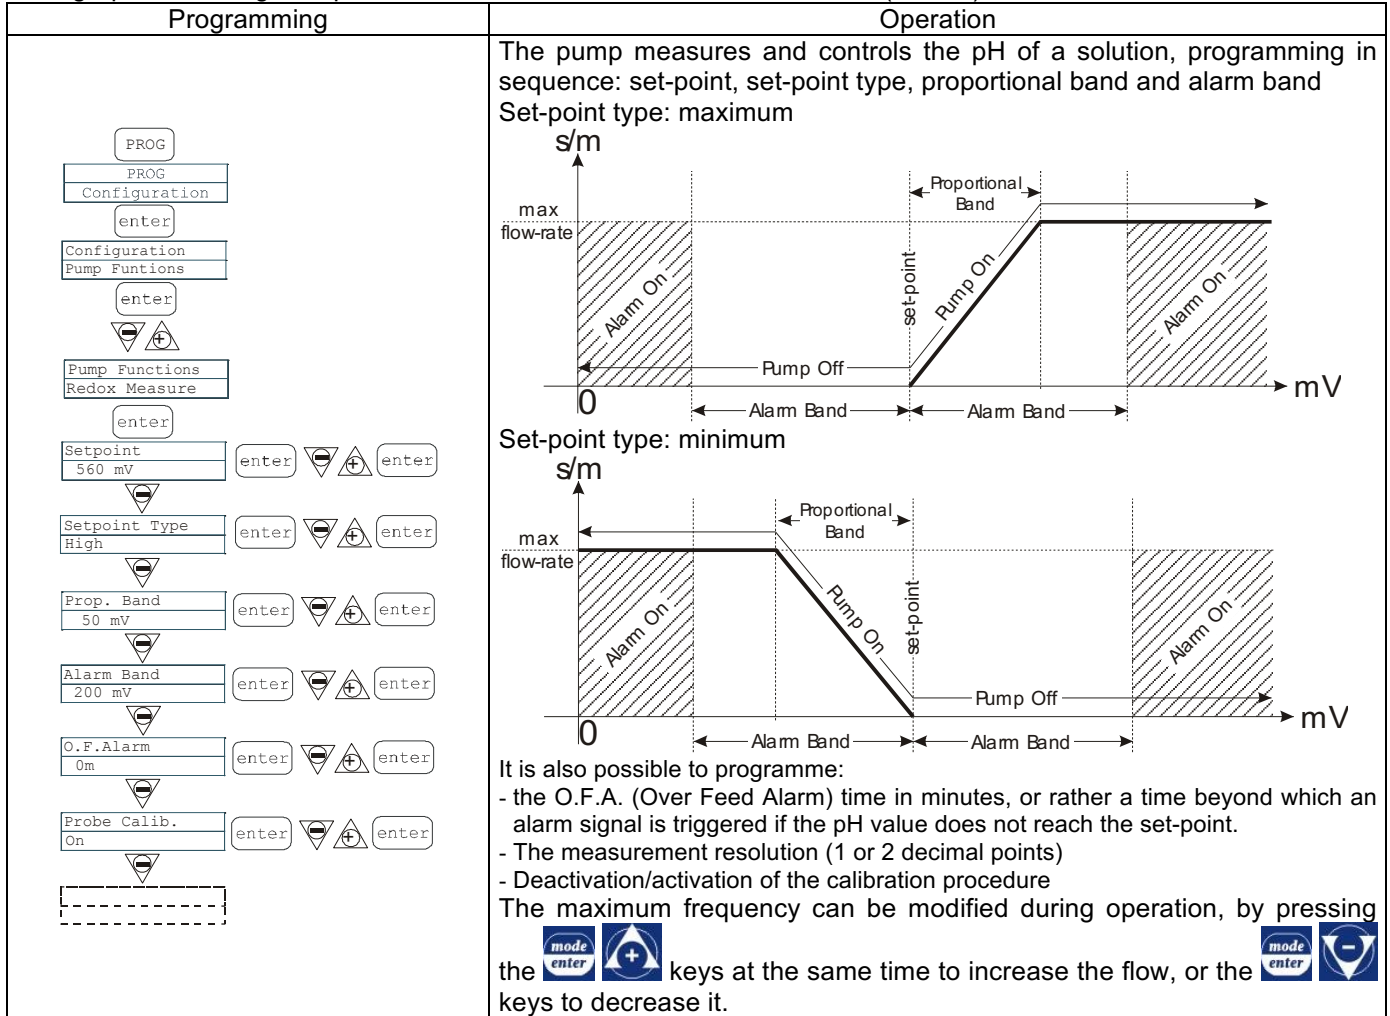 Programming
Operation
PROG
PROG
Configuration
enter
Configuration
Pump Funtions
enter
Pump Functions
Redox Measure
enter
Setpoint
560 mV
enter
enter
Setpoint Type
High
enter
enter
Prop. Band
50 mV
enter
enter
Alarm Band
200 mV
enter
enter
O.F.Alarm
0m
enter
enter
Probe Calib.
On
enter
enter
The pump measures and controls the pH of a solution, programming in
sequence: set-point, set-point type, proportional band and alarm band
Set-point type: maximum
s/m
Proportional
Band
max
flow-rate
Alarm On
set-point
Pump On
Alarm On
Pump Off
mV
0
Alarm Band
Alarm Band
Set-point type: minimum
s/m
Proportional
Band
max
flow-rate
Alarm On
Pump On
set-point
Alarm On
Pump Off
mV
0
Alarm Band
Alarm Band
It is also possible to programme:
- the O.F.A. (Over Feed Alarm) time in minutes, or rather a time beyond which an
alarm signal is triggered if the pH value does not reach the set-point.
- The measurement resolution (1 or 2 decimal points)
- Deactivation/activation of the calibration procedure
The maximum frequency can be modified during operation, by pressing
the mode enter + keys at the same time to increase the flow, or the mode enter -
keys to decrease it.